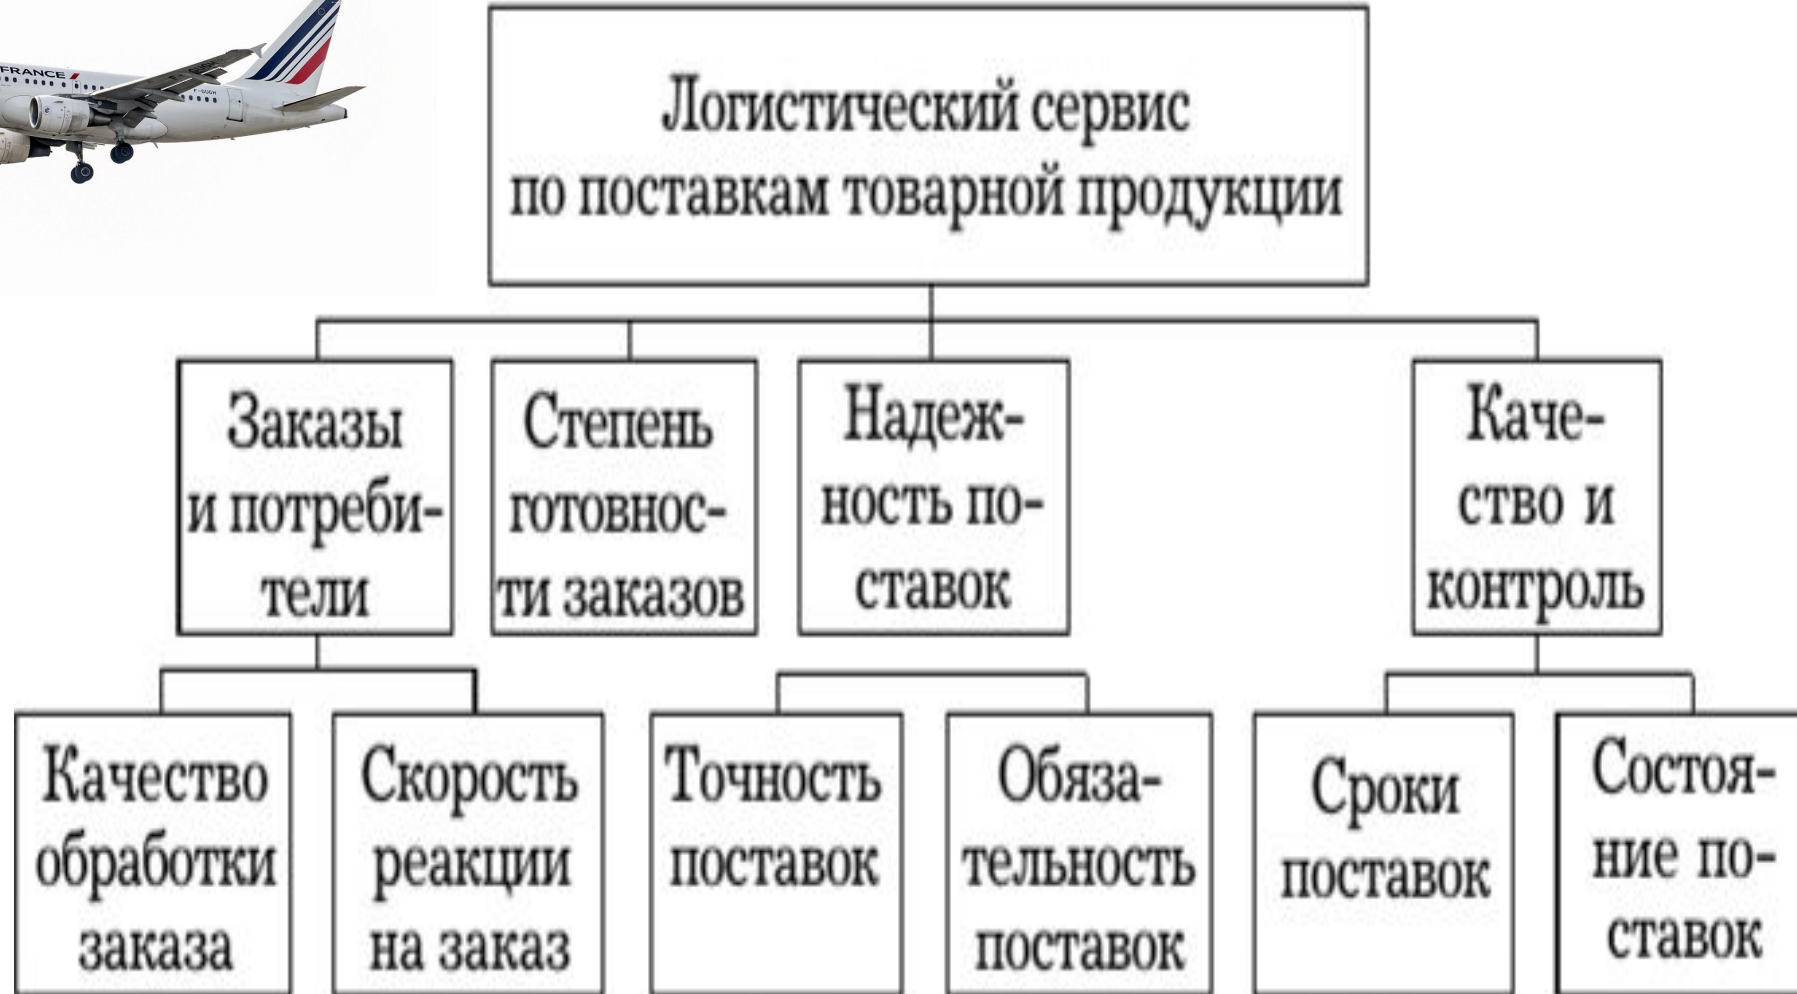 FRANCE
Логистический сервис
по поставкам товарной продукции
Заказы
и потреби-
тели
Степень
готовнос-
ти заказов
Надеж-
ность по-
ставок
Каче-
ство и
контроль
Качество
обработки
заказа
Скорость
реакции
на заказ
Точность
поставок
Обяза-
тельность
поставок
Сроки
поставок
Состоя-
ние по-
ставок